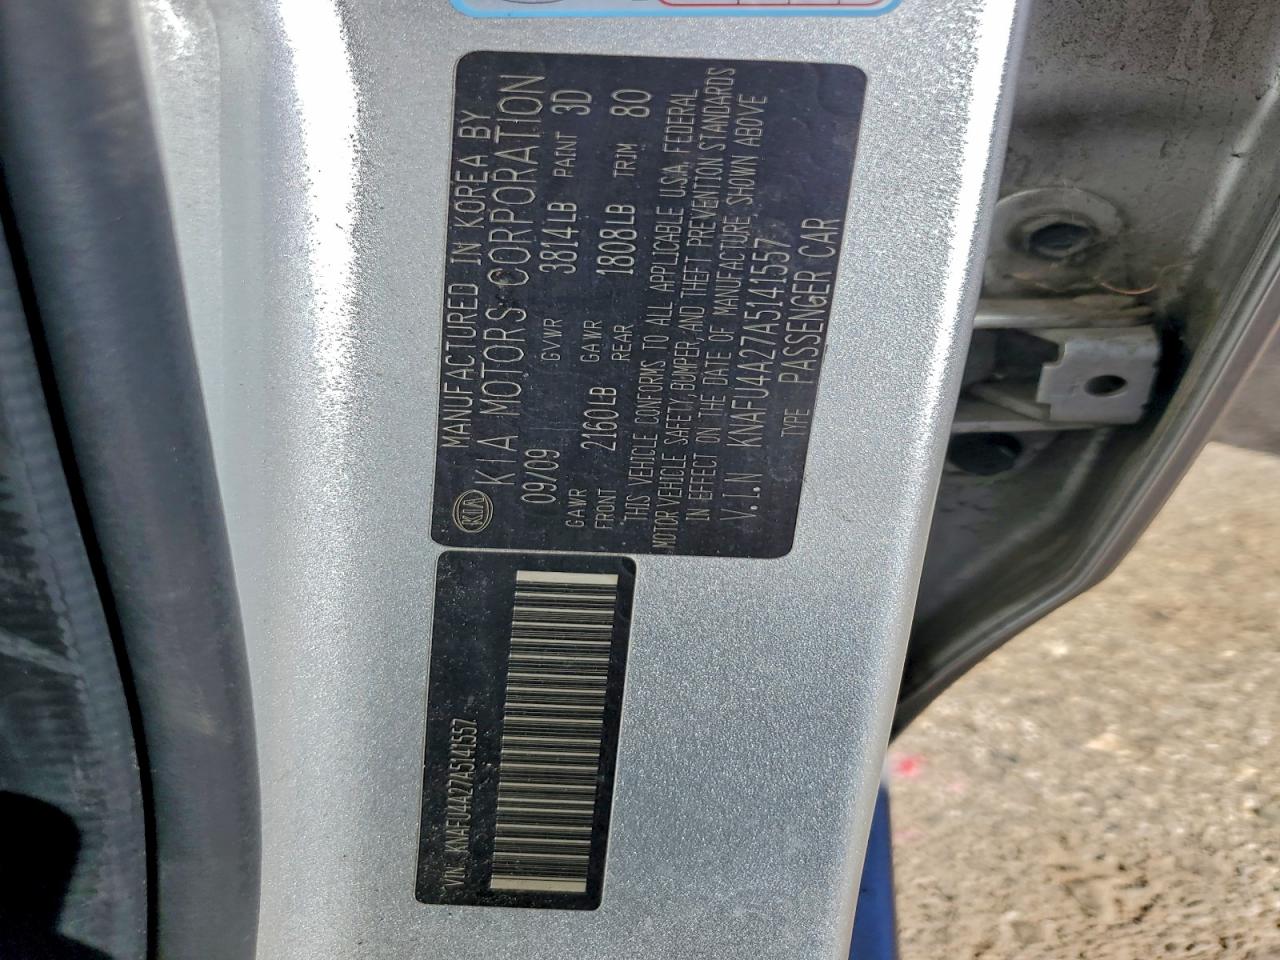 KIA
MANUFACTURED IN KOREA BY
KIA MOTORS CORPORATION
09/09 GVWR 3814LB PAINT 3D
GAWR FRONT 2160LB GAWR REAR 1808LB TRIM 80
THIS VEHICLE CONFORMS TO ALL APPLICABLE U.S.A FEDERAL
MOTOR VEHICLE SAFETY, BUMPER, AND THEFT PREVENTION STANDARDS
IN EFFECT ON THE DATE OF MANUFACTURE SHOWN ABOVE
V.I.N KNAFU4A27A5141557
TYPE PASSENGER CAR
VIN: KNAFU4A27A5141557